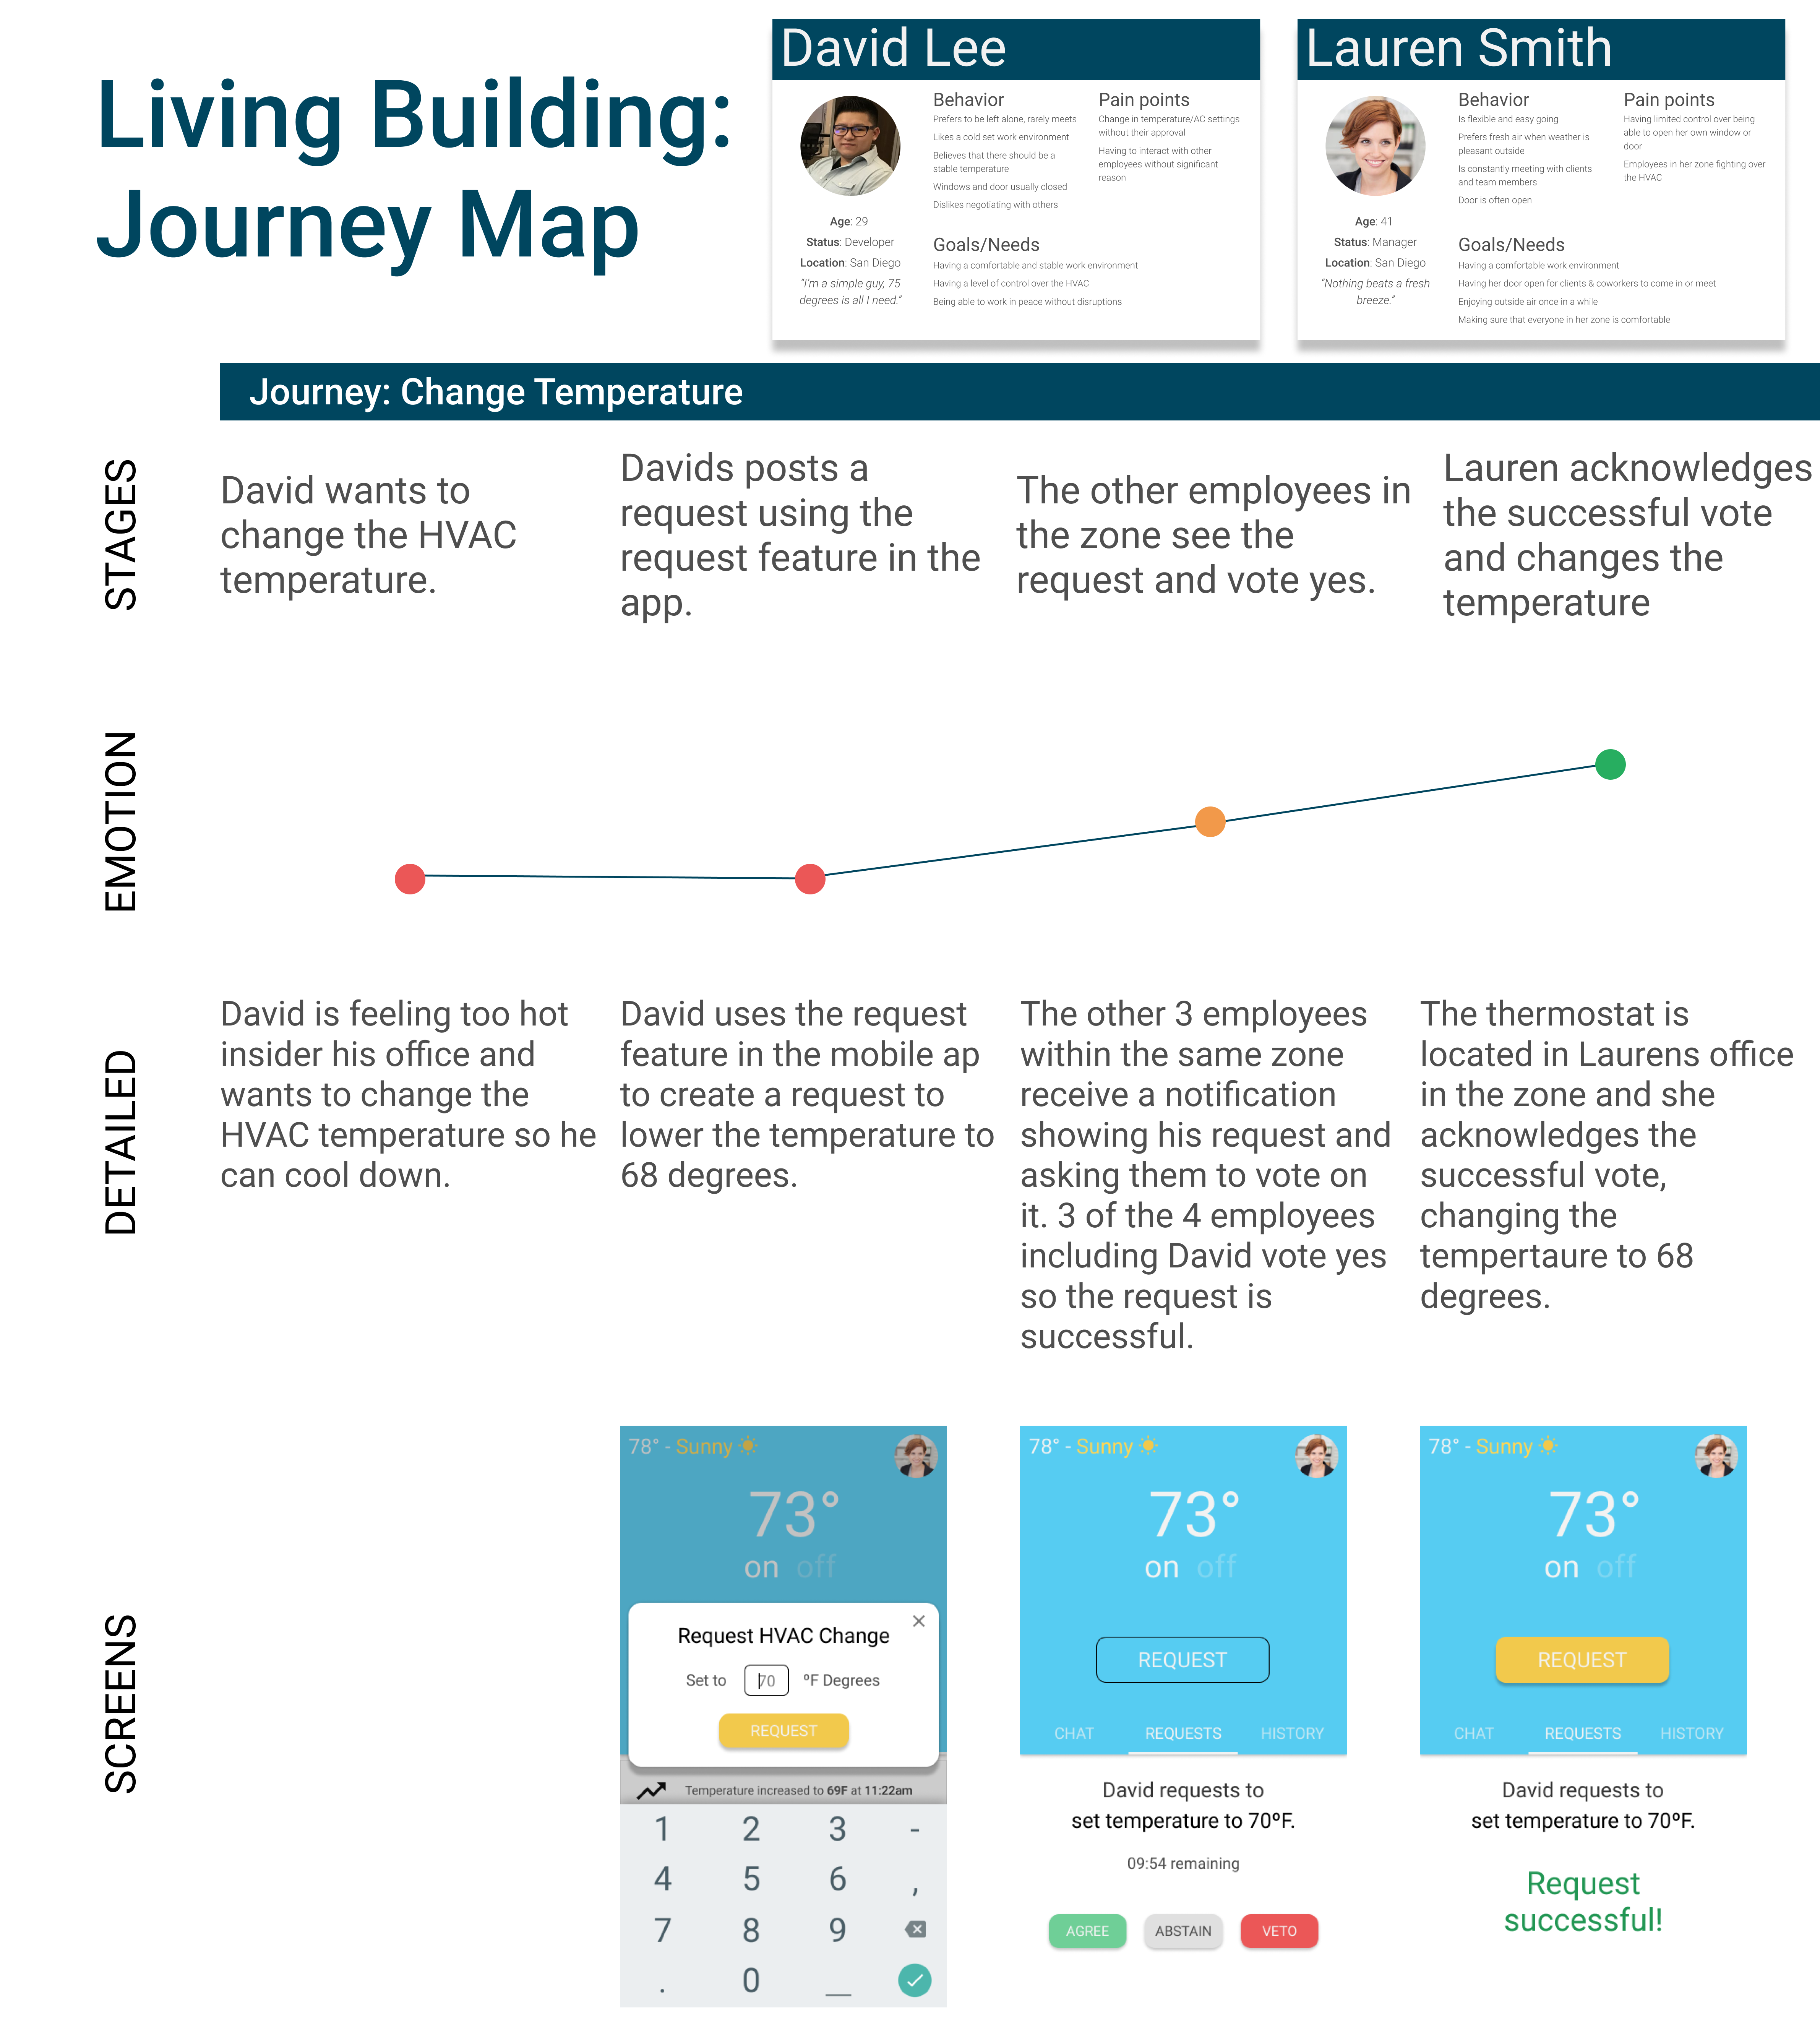 Living Building:
Journey Map
David Lee
Age: 29
Status: Developer
Location: San Diego
“I’m a simple guy, 75
degrees is all I need.”
Behavior
Prefers to be left alone, rarely meets
Likes a cold set work environment
Believes that there should be a
stable temperature
Windows and door usually closed
Dislikes negotiating with others
Pain points
Change in temperature/AC settings
without their approval
Having to interact with other
employees without significant
reason
Goals/Needs
Having a comfortable and stable work environment
Having a level of control over the HVAC
Being able to work in peace without disruptions
Lauren Smith
Age: 41
Status: Manager
Location: San Diego
“Nothing beats a fresh
breeze.”
Behavior
Is flexible and easy going
Prefers fresh air when weather is
pleasant outside
Is constantly meeting with clients
and team members
Door is often open
Pain points
Having limited control over being
able to open her own window or
door
Employees in her zone fighting over
the HVAC
Goals/Needs
Having a comfortable work environment
Having her door open for clients & coworkers to come in or meet
Enjoying outside air once in a while
Making sure that everyone in her zone is comfortable
Journey: Change Temperature
STAGES
David wants to
change the HVAC
temperature.
Davids posts a
request using the
request feature in the
app.
The other employees in
the zone see the
request and vote yes.
Lauren acknowledges
the successful vote
and changes the
temperature
EMOTION
DETAILED
David is feeling too hot
insider his office and
wants to change the
HVAC temperature so he
can cool down.
David uses the request
feature in the mobile ap
to create a request to
lower the temperature to
68 degrees.
The other 3 employees
within the same zone
receive a notification
showing his request and
asking them to vote on
it. 3 of the 4 employees
including David vote yes
so the request is
successful.
The thermostat is
located in Laurens office
in the zone and she
acknowledges the
successful vote,
changing the
tempertaure to 68
degrees.
SCREENS
78° - Sunny
73°
on off
Request HVAC Change
Set to 70 ºF Degrees
REQUEST
Temperature increased to 69F at 11:22am
1 2 3 -
4 5 6 ,
7 8 9
. 0 _
78° - Sunny
73°
on off
REQUEST
CHAT REQUESTS HISTORY
David requests to
set temperature to 70ºF.
09:54 remaining
AGREE ABSTAIN VETO
78° - Sunny
73°
on off
REQUEST
CHAT REQUESTS HISTORY
David requests to
set temperature to 70ºF.
Request
successful!